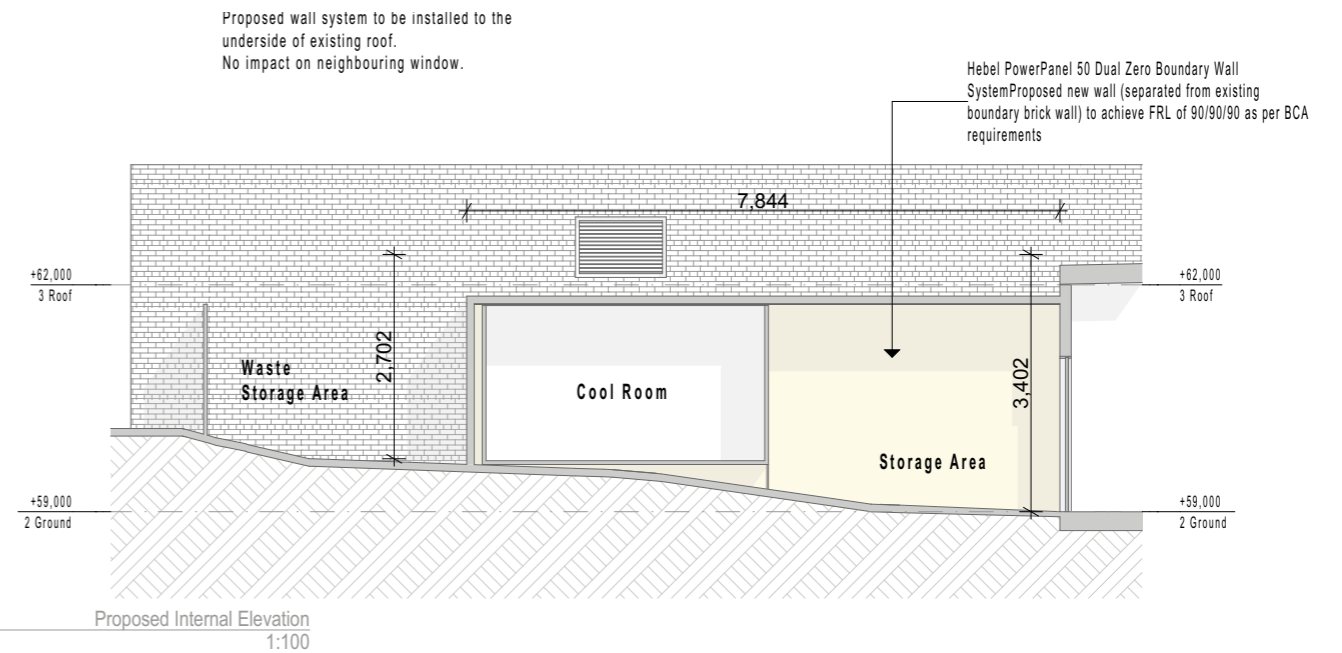 Proposed wall system to be installed to the
underside of existing roof.
No impact on neighbouring window.
Hebel PowerPanel 50 Dual Zero Boundary Wall
SystemProposed new wall (separated from existing
boundary brick wall) to achieve FRL of 90/90/90 as per BCA
requirements
7,844
+62,000
3 Roof
+62,000
3 Roof
2,702
3,402
Waste
Storage Area
Cool Room
Storage Area
+59,000
2 Ground
+59,000
2 Ground
Proposed Internal Elevation
1:100